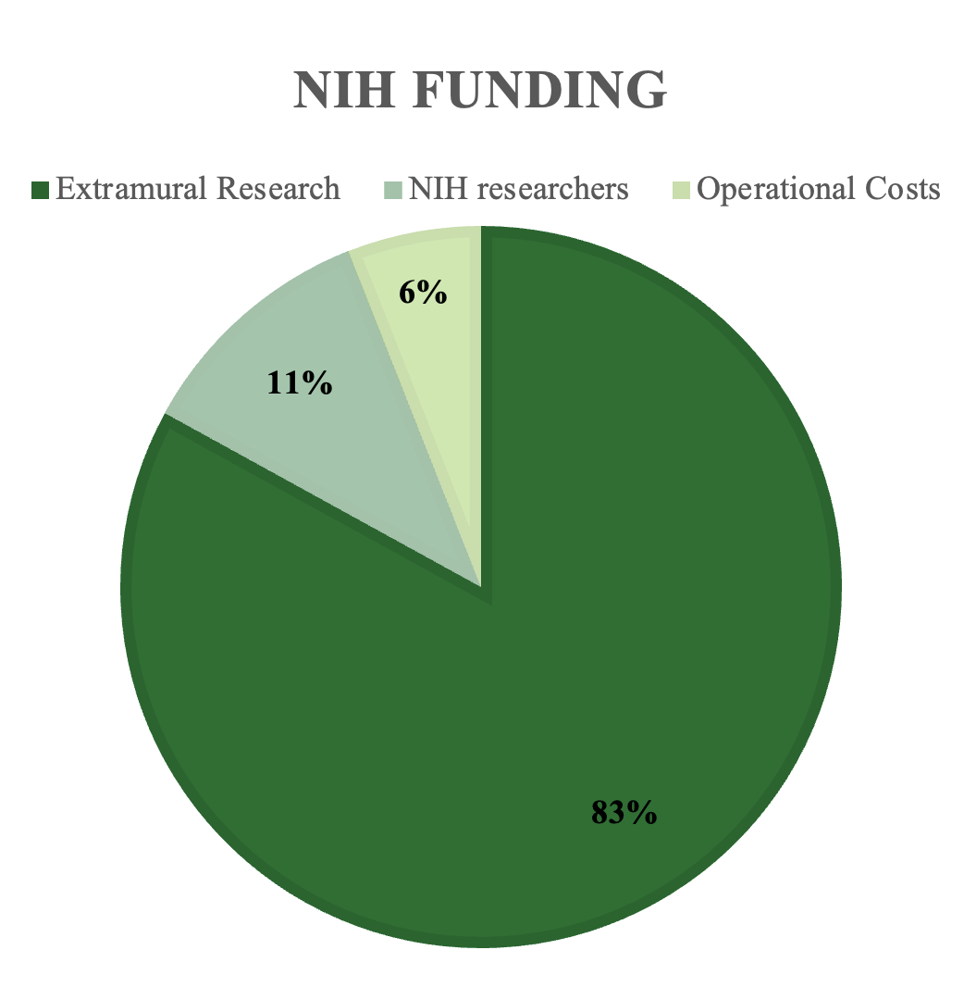 NIH FUNDING
Extramural Research NIH researchers Operational Costs
6%
11%
83%